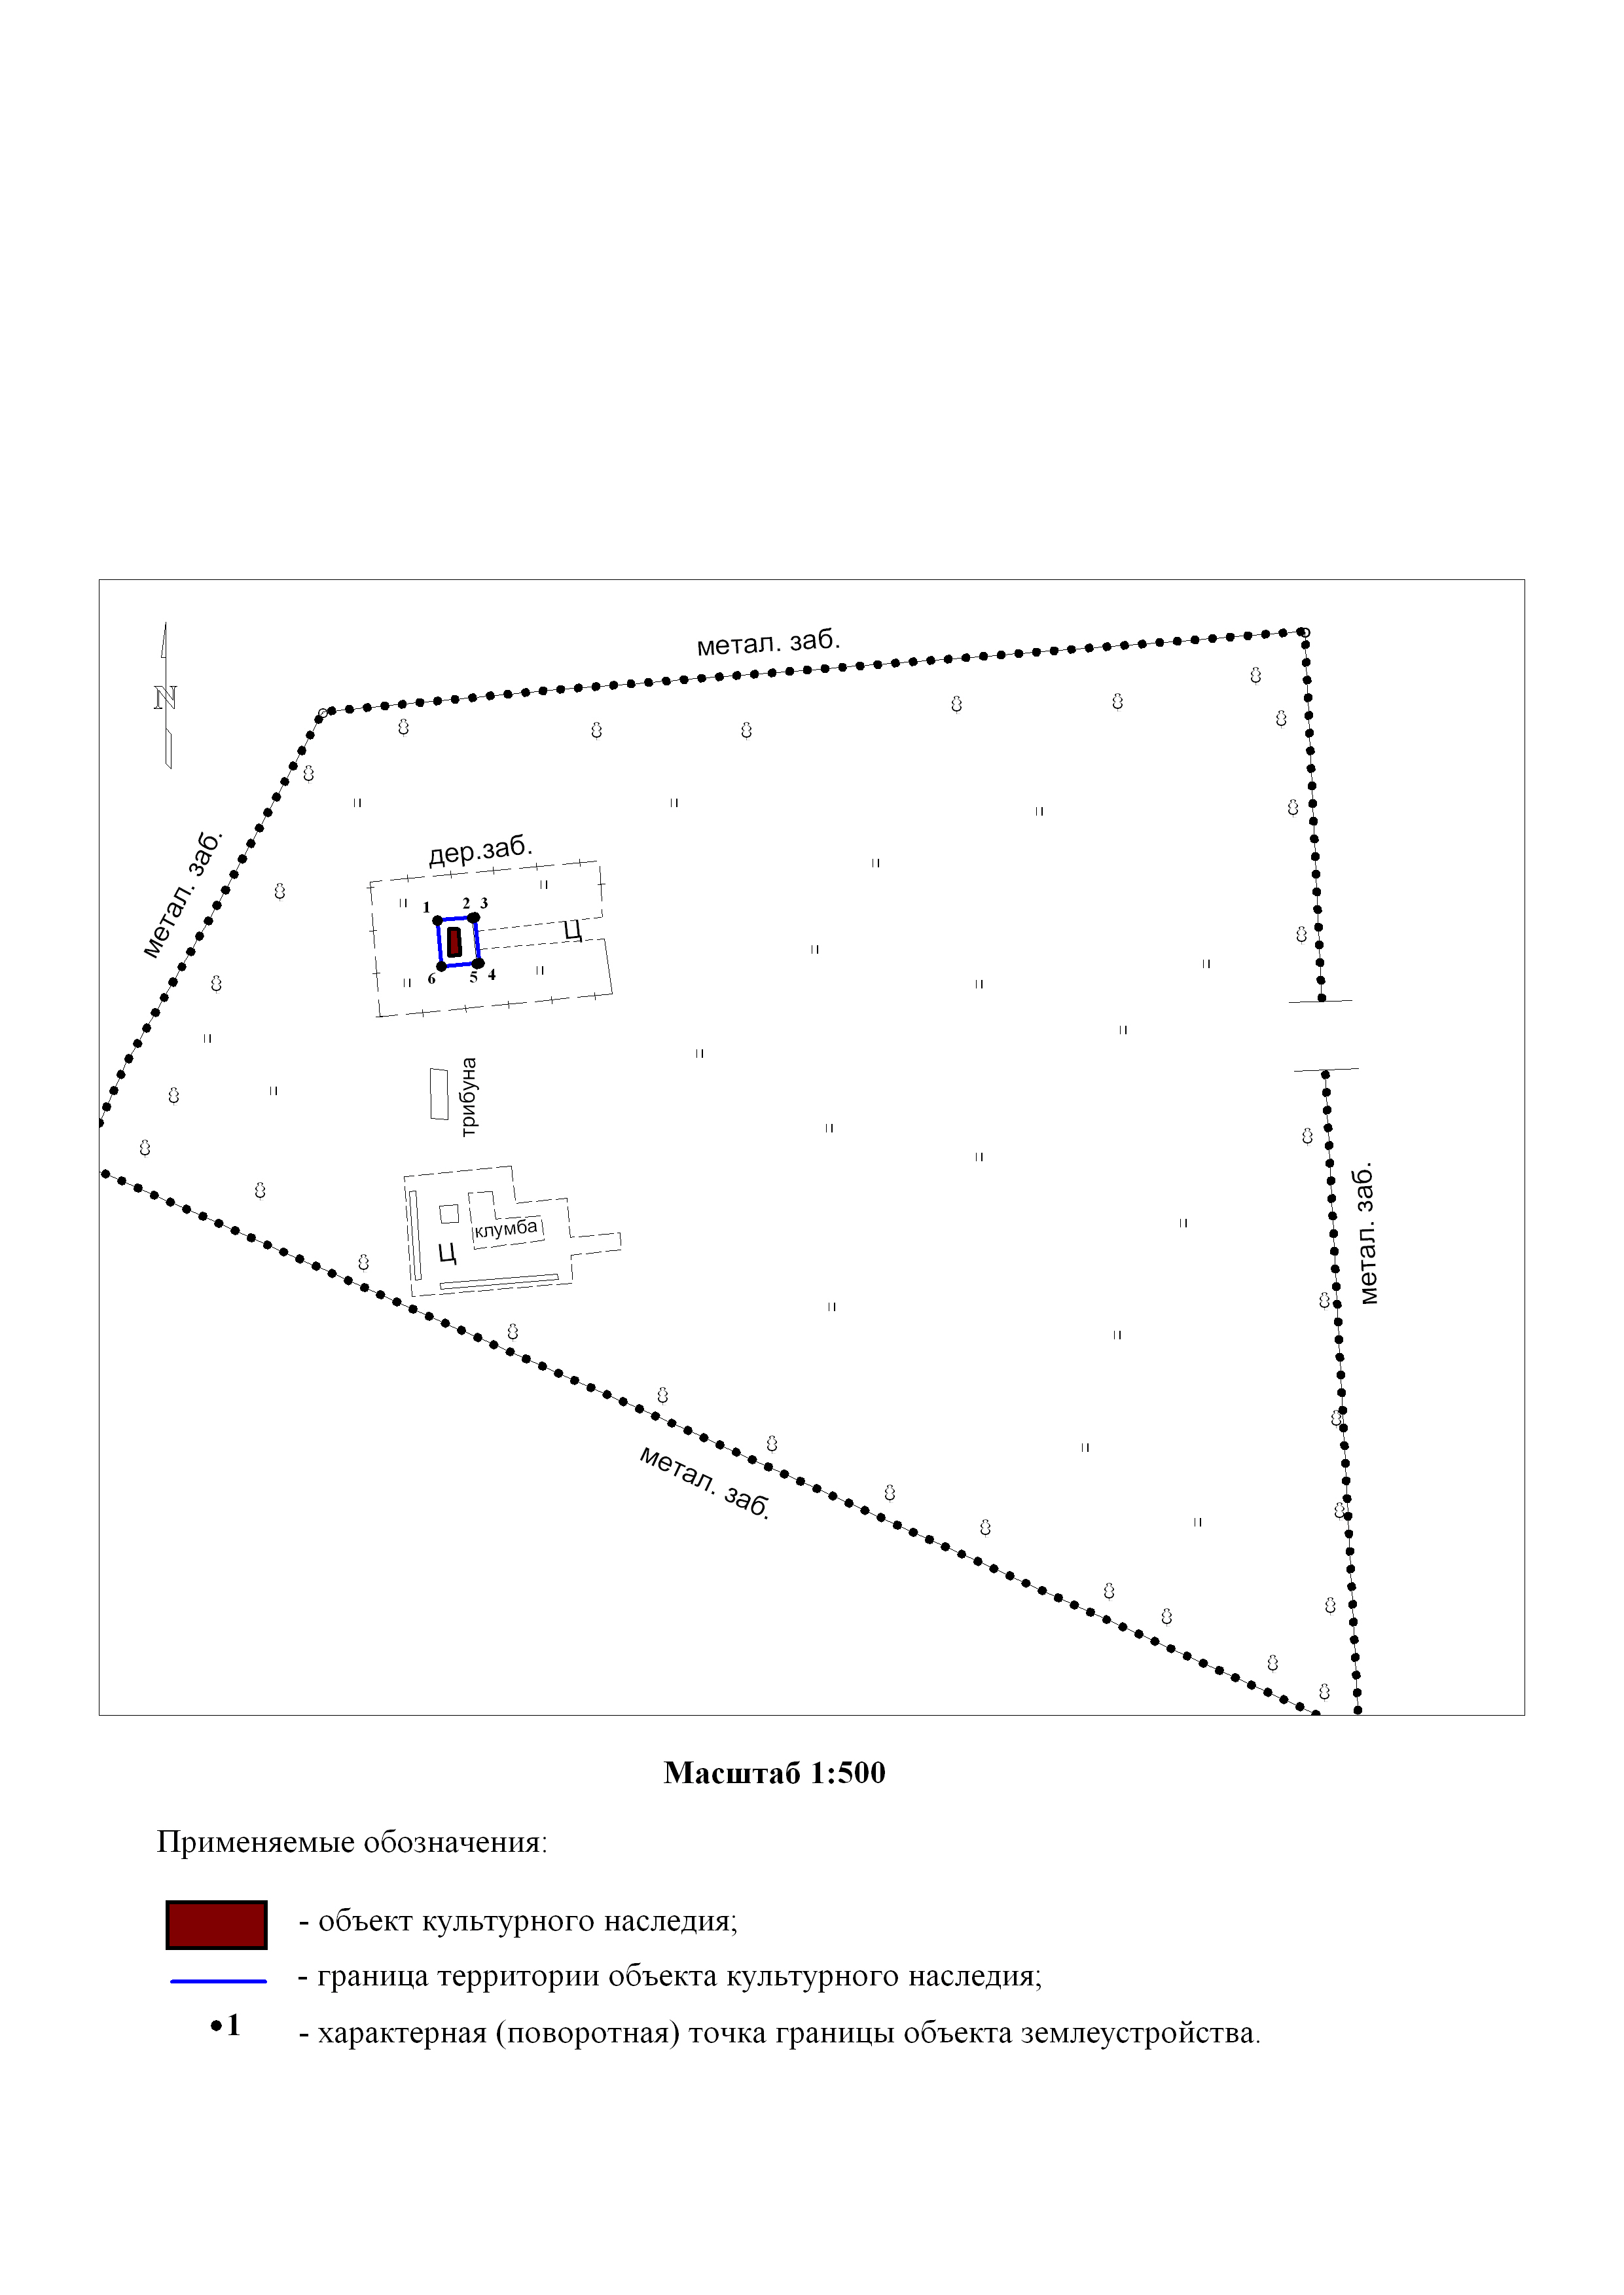 метал. заб.
N
метал. заб.
дер.заб.
1
2
3
Ц
6
5
4
трибуна
клумба
Ц
метал. заб.
метал. заб.
Масштаб 1:500
Применяемые обозначения:
- объект культурного наследия;
- граница территории объекта культурного наследия;
1 - характерная (поворотная) точка границы объекта землеустройства.